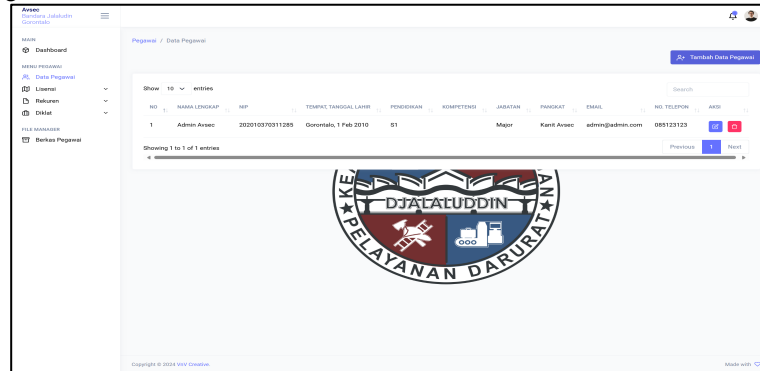 Avsec
Bandara Jalaludin
Gorontalo
MAIN
Dashboard
MENU PEGAWAI
Data Pegawai
Lisensi
Rekuren
Diklat
FILE MANAGER
Berkas Pegawai
Pegawai / Data Pegawai
Tambah Data Pegawai
Show 10 entries
Search
NO NAMA LENGKAP NIP TEMPAT, TANGGAL LAHIR PENDIDIKAN KOMPETENSI JABATAN PANGKAT EMAIL NO. TELEPON AKSI
1 Admin Avsec 202010370311285 Gorontalo, 1 Feb 2010 S1 Major Kanit Avsec admin@admin.com 085123123
Showing 1 to 1 of 1 entries
Previous 1 Next
DJALALUDDIN
PELAYANAN DARURAT
Copyright © 2024 VriV Creative.
Made with